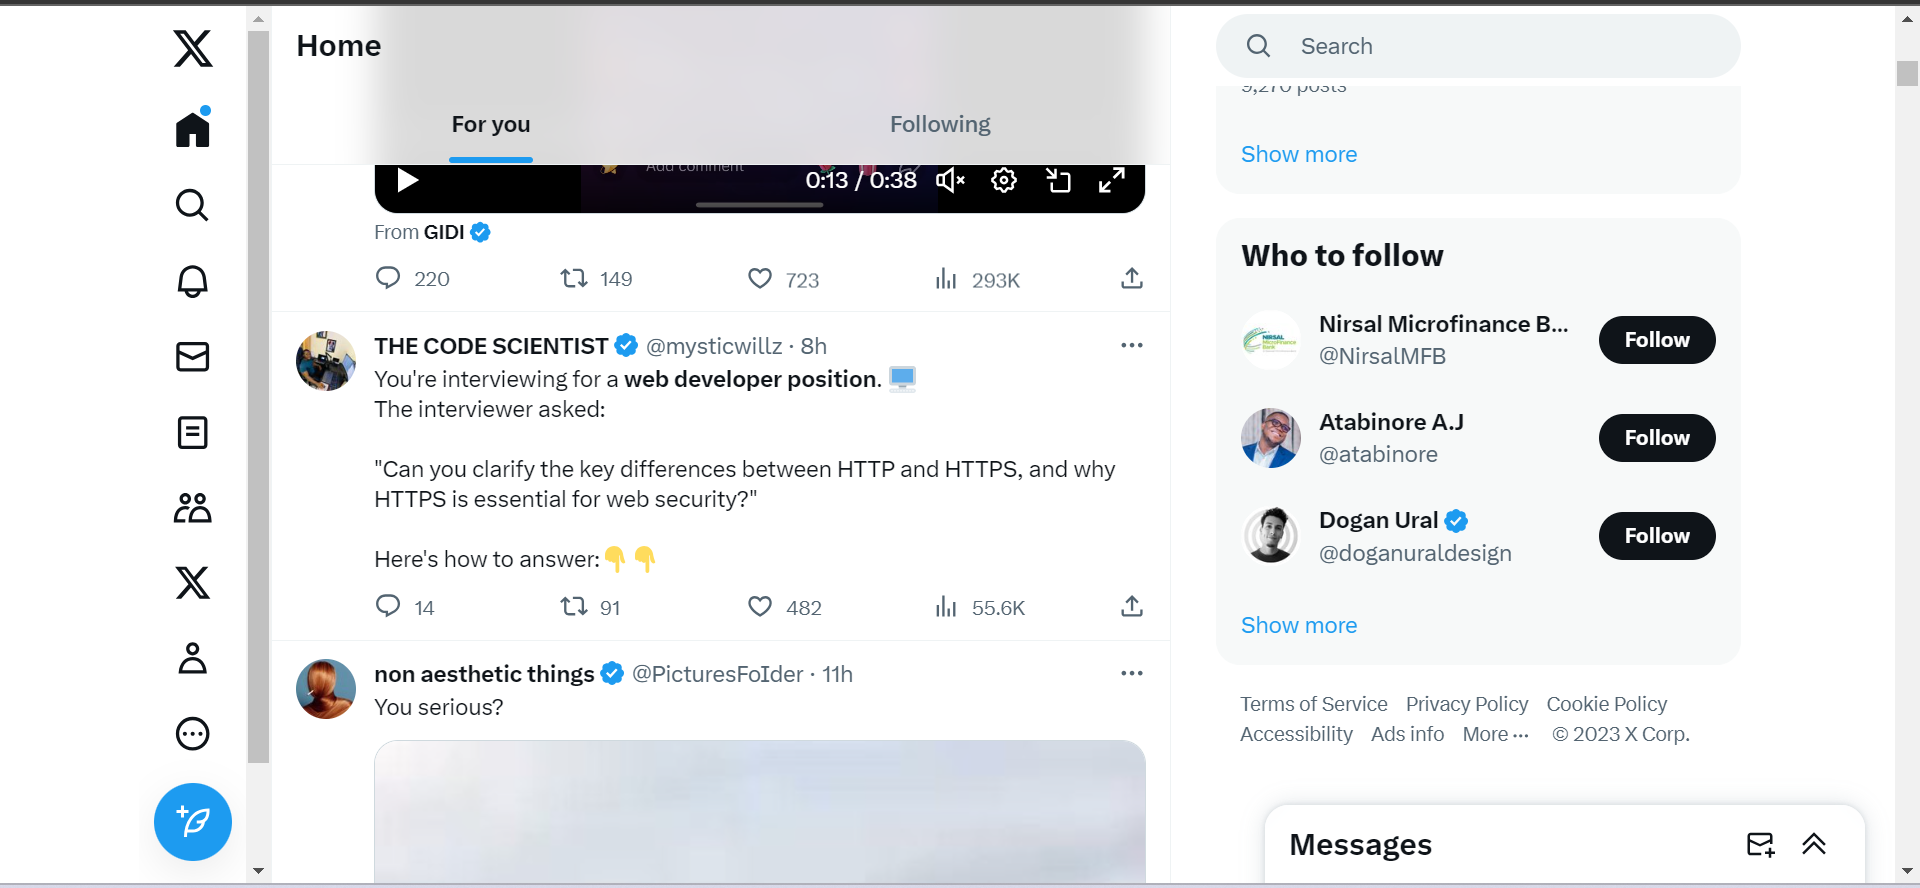 Home
For you
Following
Add comment
0:13 / 0:38
From GIDI
220
149
723
293K
THE CODE SCIENTIST @mysticwillz · 8h
You're interviewing for a web developer position.
The interviewer asked:
"Can you clarify the key differences between HTTP and HTTPS, and why
HTTPS is essential for web security?"
Here's how to answer:
14
91
482
55.6K
non aesthetic things @PicturesFoIder · 11h
You serious?
Search
9,270 posts
Show more
Who to follow
Nirsal Microfinance B...
@NirsalMFB
Follow
Atabinore A.J
@atabinore
Follow
Dogan Ural
@doganuraldesign
Follow
Show more
Terms of Service Privacy Policy Cookie Policy
Accessibility Ads info More ··· © 2023 X Corp.
Messages